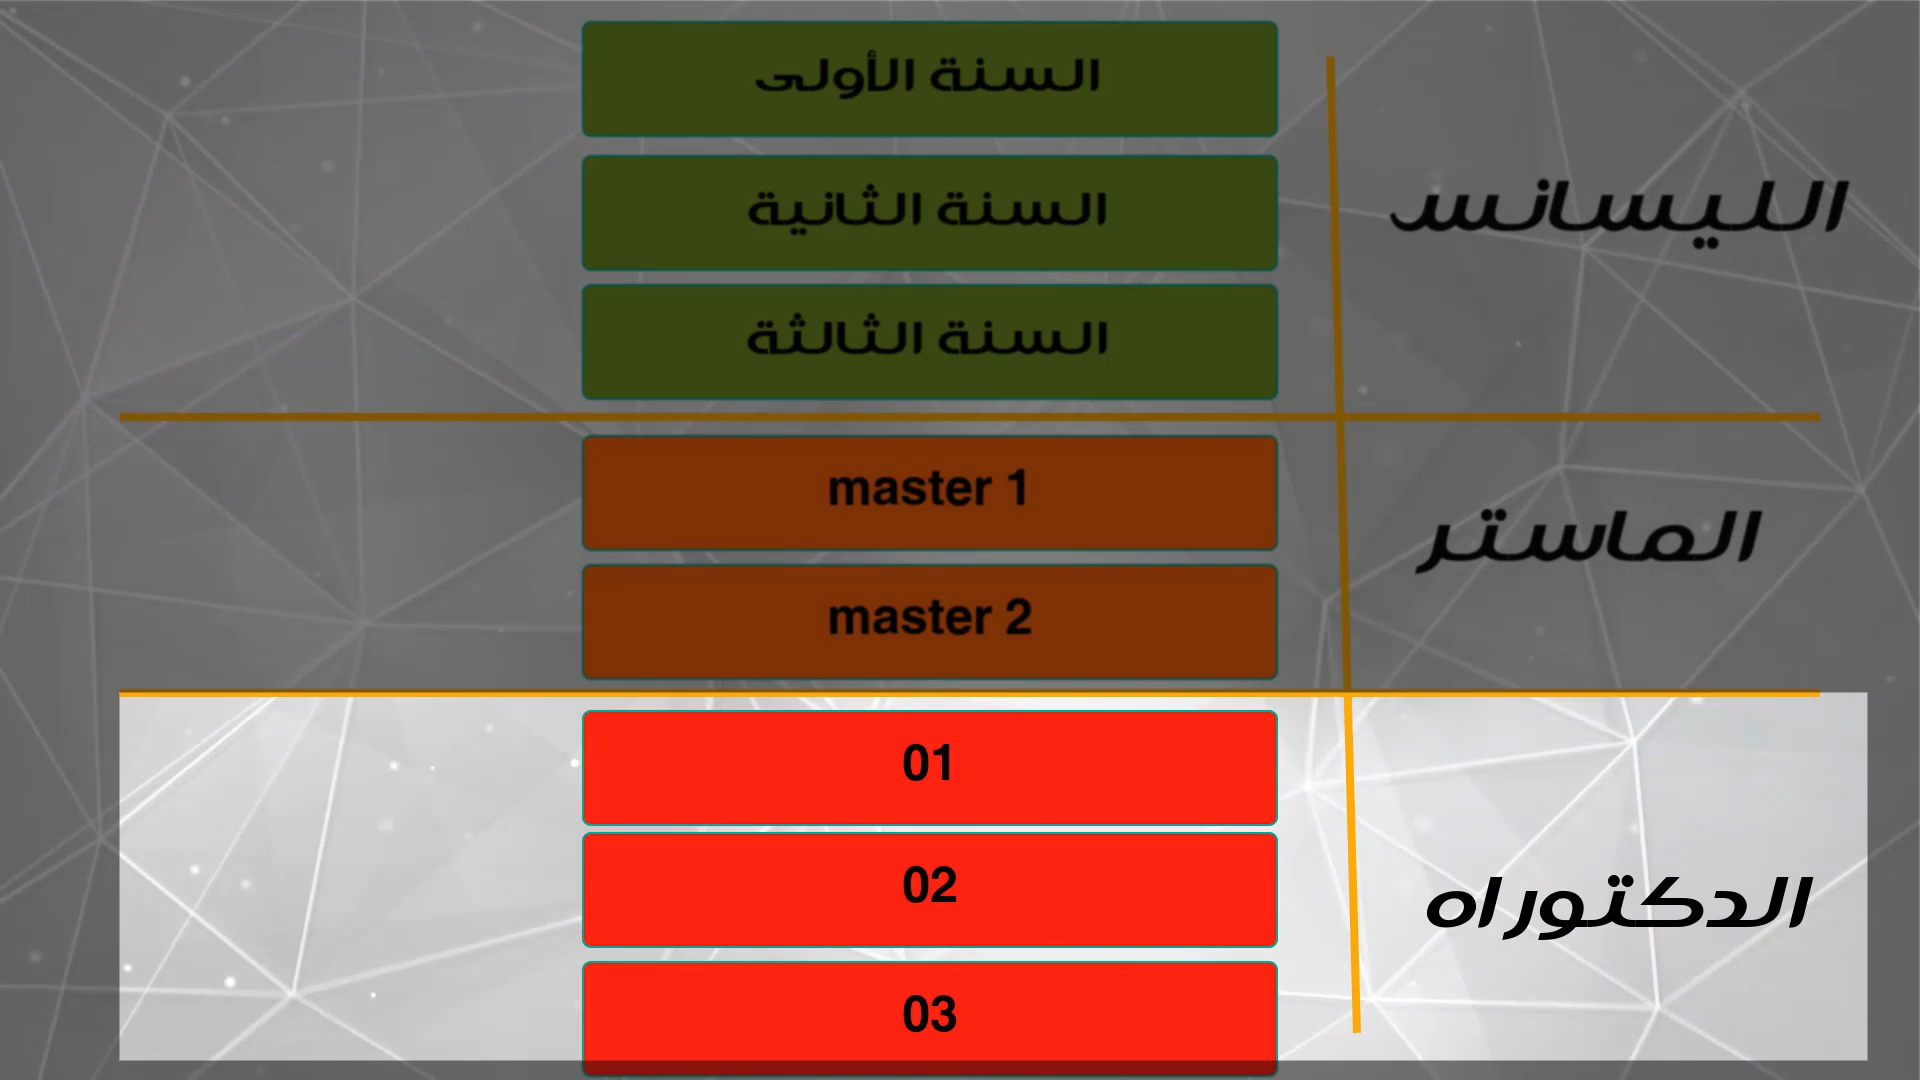 السنة الأولى
السنة الثانية
السنة الثالثة
الليسانس
master 1
master 2
الماستر
01
02
03
الدكتوراه